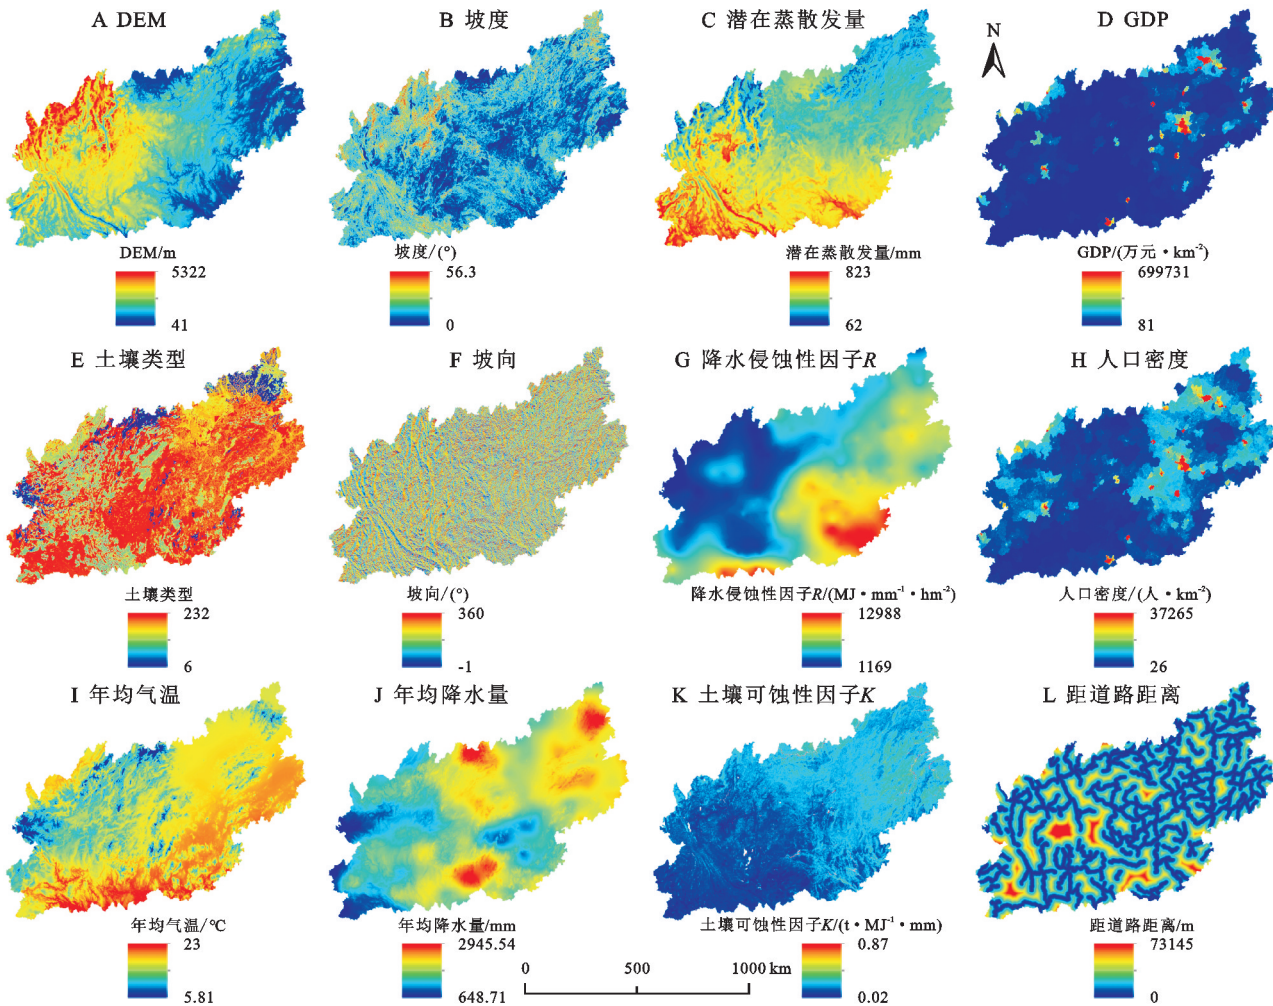 A DEM
B 坡度
C 潜在蒸散发量
D GDP
N
DEM/m
5322
41
坡度/(°)
56.3
0
潜在蒸散发量/mm
823
62
GDP/(万元·km-2)
699731
81
E 土壤类型
F 坡向
G 降水侵蚀性因子R
H 人口密度
土壤类型
232
6
坡向/(°)
360
-1
降水侵蚀性因子R/(MJ·mm-1·hm-2)
12988
1169
人口密度/(人·km-2)
37265
26
I 年均气温
J 年均降水量
K 土壤可蚀性因子K
L 距道路距离
年均气温/℃
23
5.81
年均降水量/mm
2945.54
648.71
土壤可蚀性因子K/(t·MJ-1·mm)
0.87
0.02
距道路距离/m
73145
0
0 500 1000 km